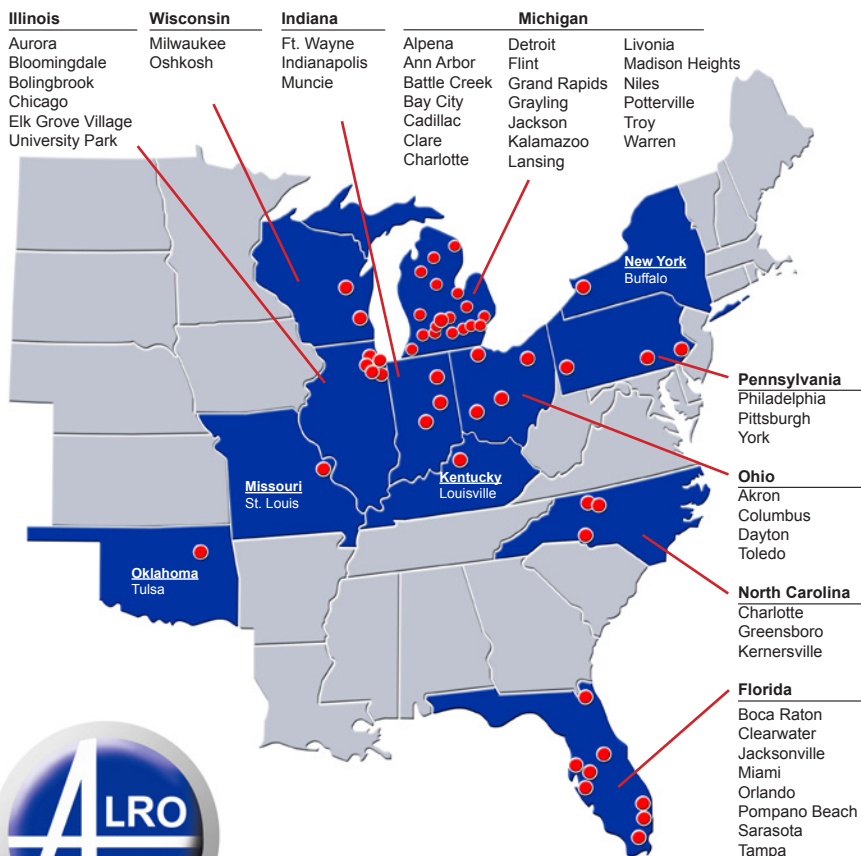 Illinois
Aurora
Bloomingdale
Bolingbrook
Chicago
Elk Grove Village
University Park
Wisconsin
Milwaukee
Oshkosh
Indiana
Ft. Wayne
Indianapolis
Muncie
Michigan
Alpena
Ann Arbor
Battle Creek
Bay City
Cadillac
Clare
Charlotte
Detroit
Flint
Grand Rapids
Grayling
Jackson
Kalamazoo
Lansing
Livonia
Madison Heights
Niles
Potterville
Troy
Warren
New York
Buffalo
Pennsylvania
Philadelphia
Pittsburgh
York
Ohio
Akron
Columbus
Dayton
Toledo
Missouri
St. Louis
Kentucky
Louisville
Oklahoma
Tulsa
North Carolina
Charlotte
Greensboro
Kernersville
Florida
Boca Raton
Clearwater
Jacksonville
Miami
Orlando
Pompano Beach
Sarasota
Tampa
ALRO